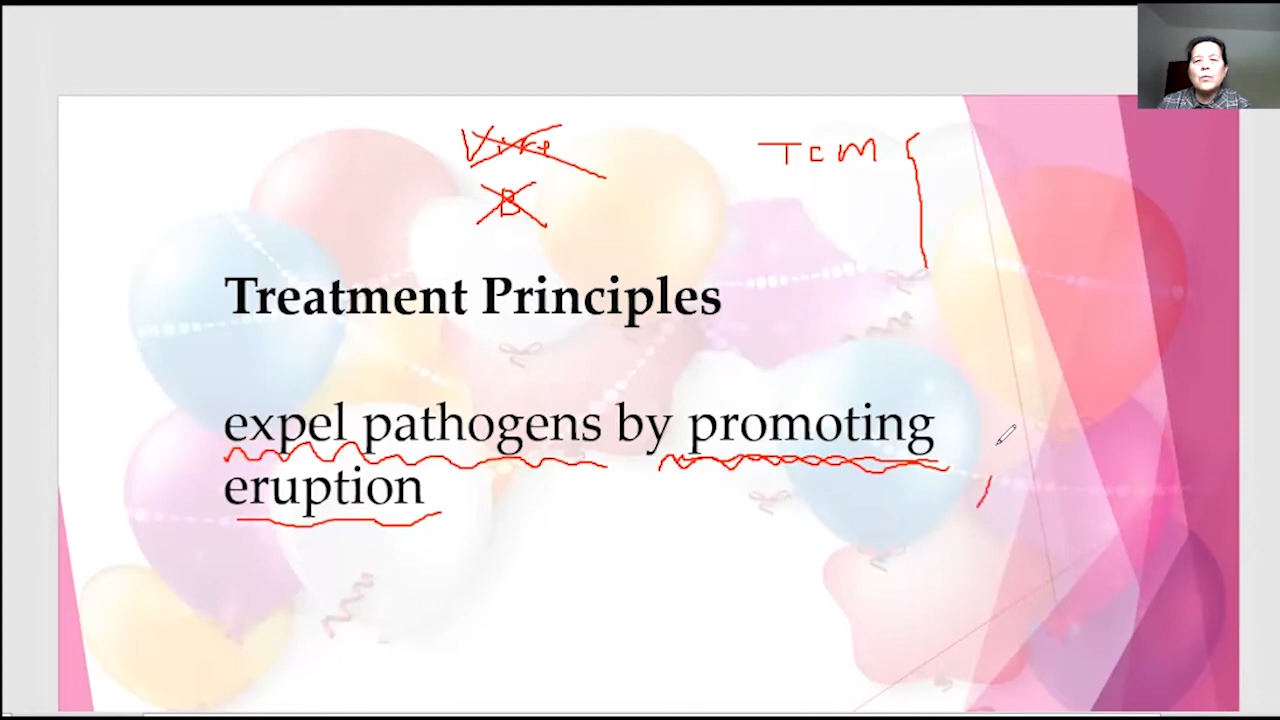 TCM
B
Treatment Principles
expel pathogens by promoting
eruption